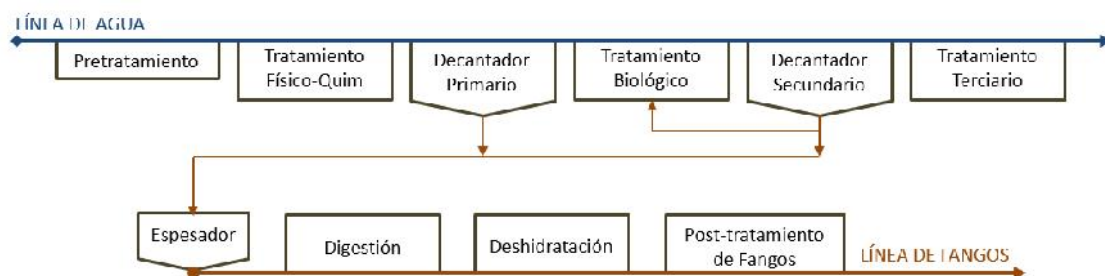 LÍNEA DE AGUA
Pretratamiento
Tratamiento
Físico-Quim
Decantador
Primario
Tratamiento
Biológico
Decantador
Secundario
Tratamiento
Terciario
Espesador
Digestión
Deshidratación
Post-tratamiento
de Fangos
LÍNEA DE FANGOS